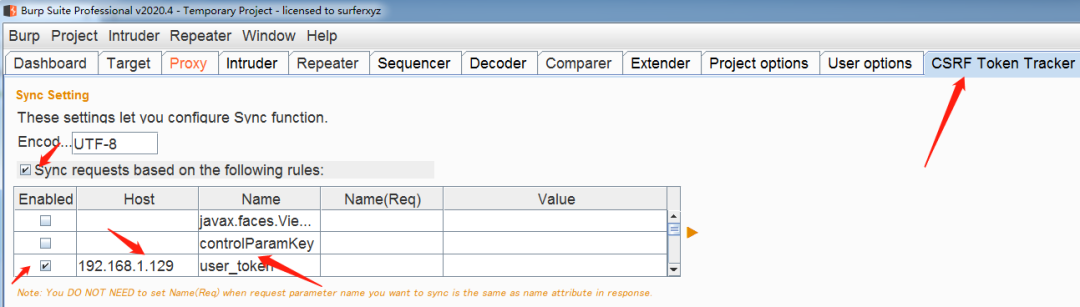 Burp Suite Professional v2020.4 - Temporary Project - licensed to surferxyz
Burp Project Intruder Repeater Window Help
Dashboard Target Proxy Intruder Repeater Sequencer Decoder Comparer Extender Project options User options CSRF Token Tracker
Sync Setting
These settings let you configure Sync function.
Encod... UTF-8
Sync requests based on the following rules:
Enabled Host Name Name(Req) Value
javax.faces.Vie...
controlParamKey
192.168.1.129 user_token
Note: You DO NOT NEED to set Name(Req) when request parameter name you want to sync is the same as name attribute in response.